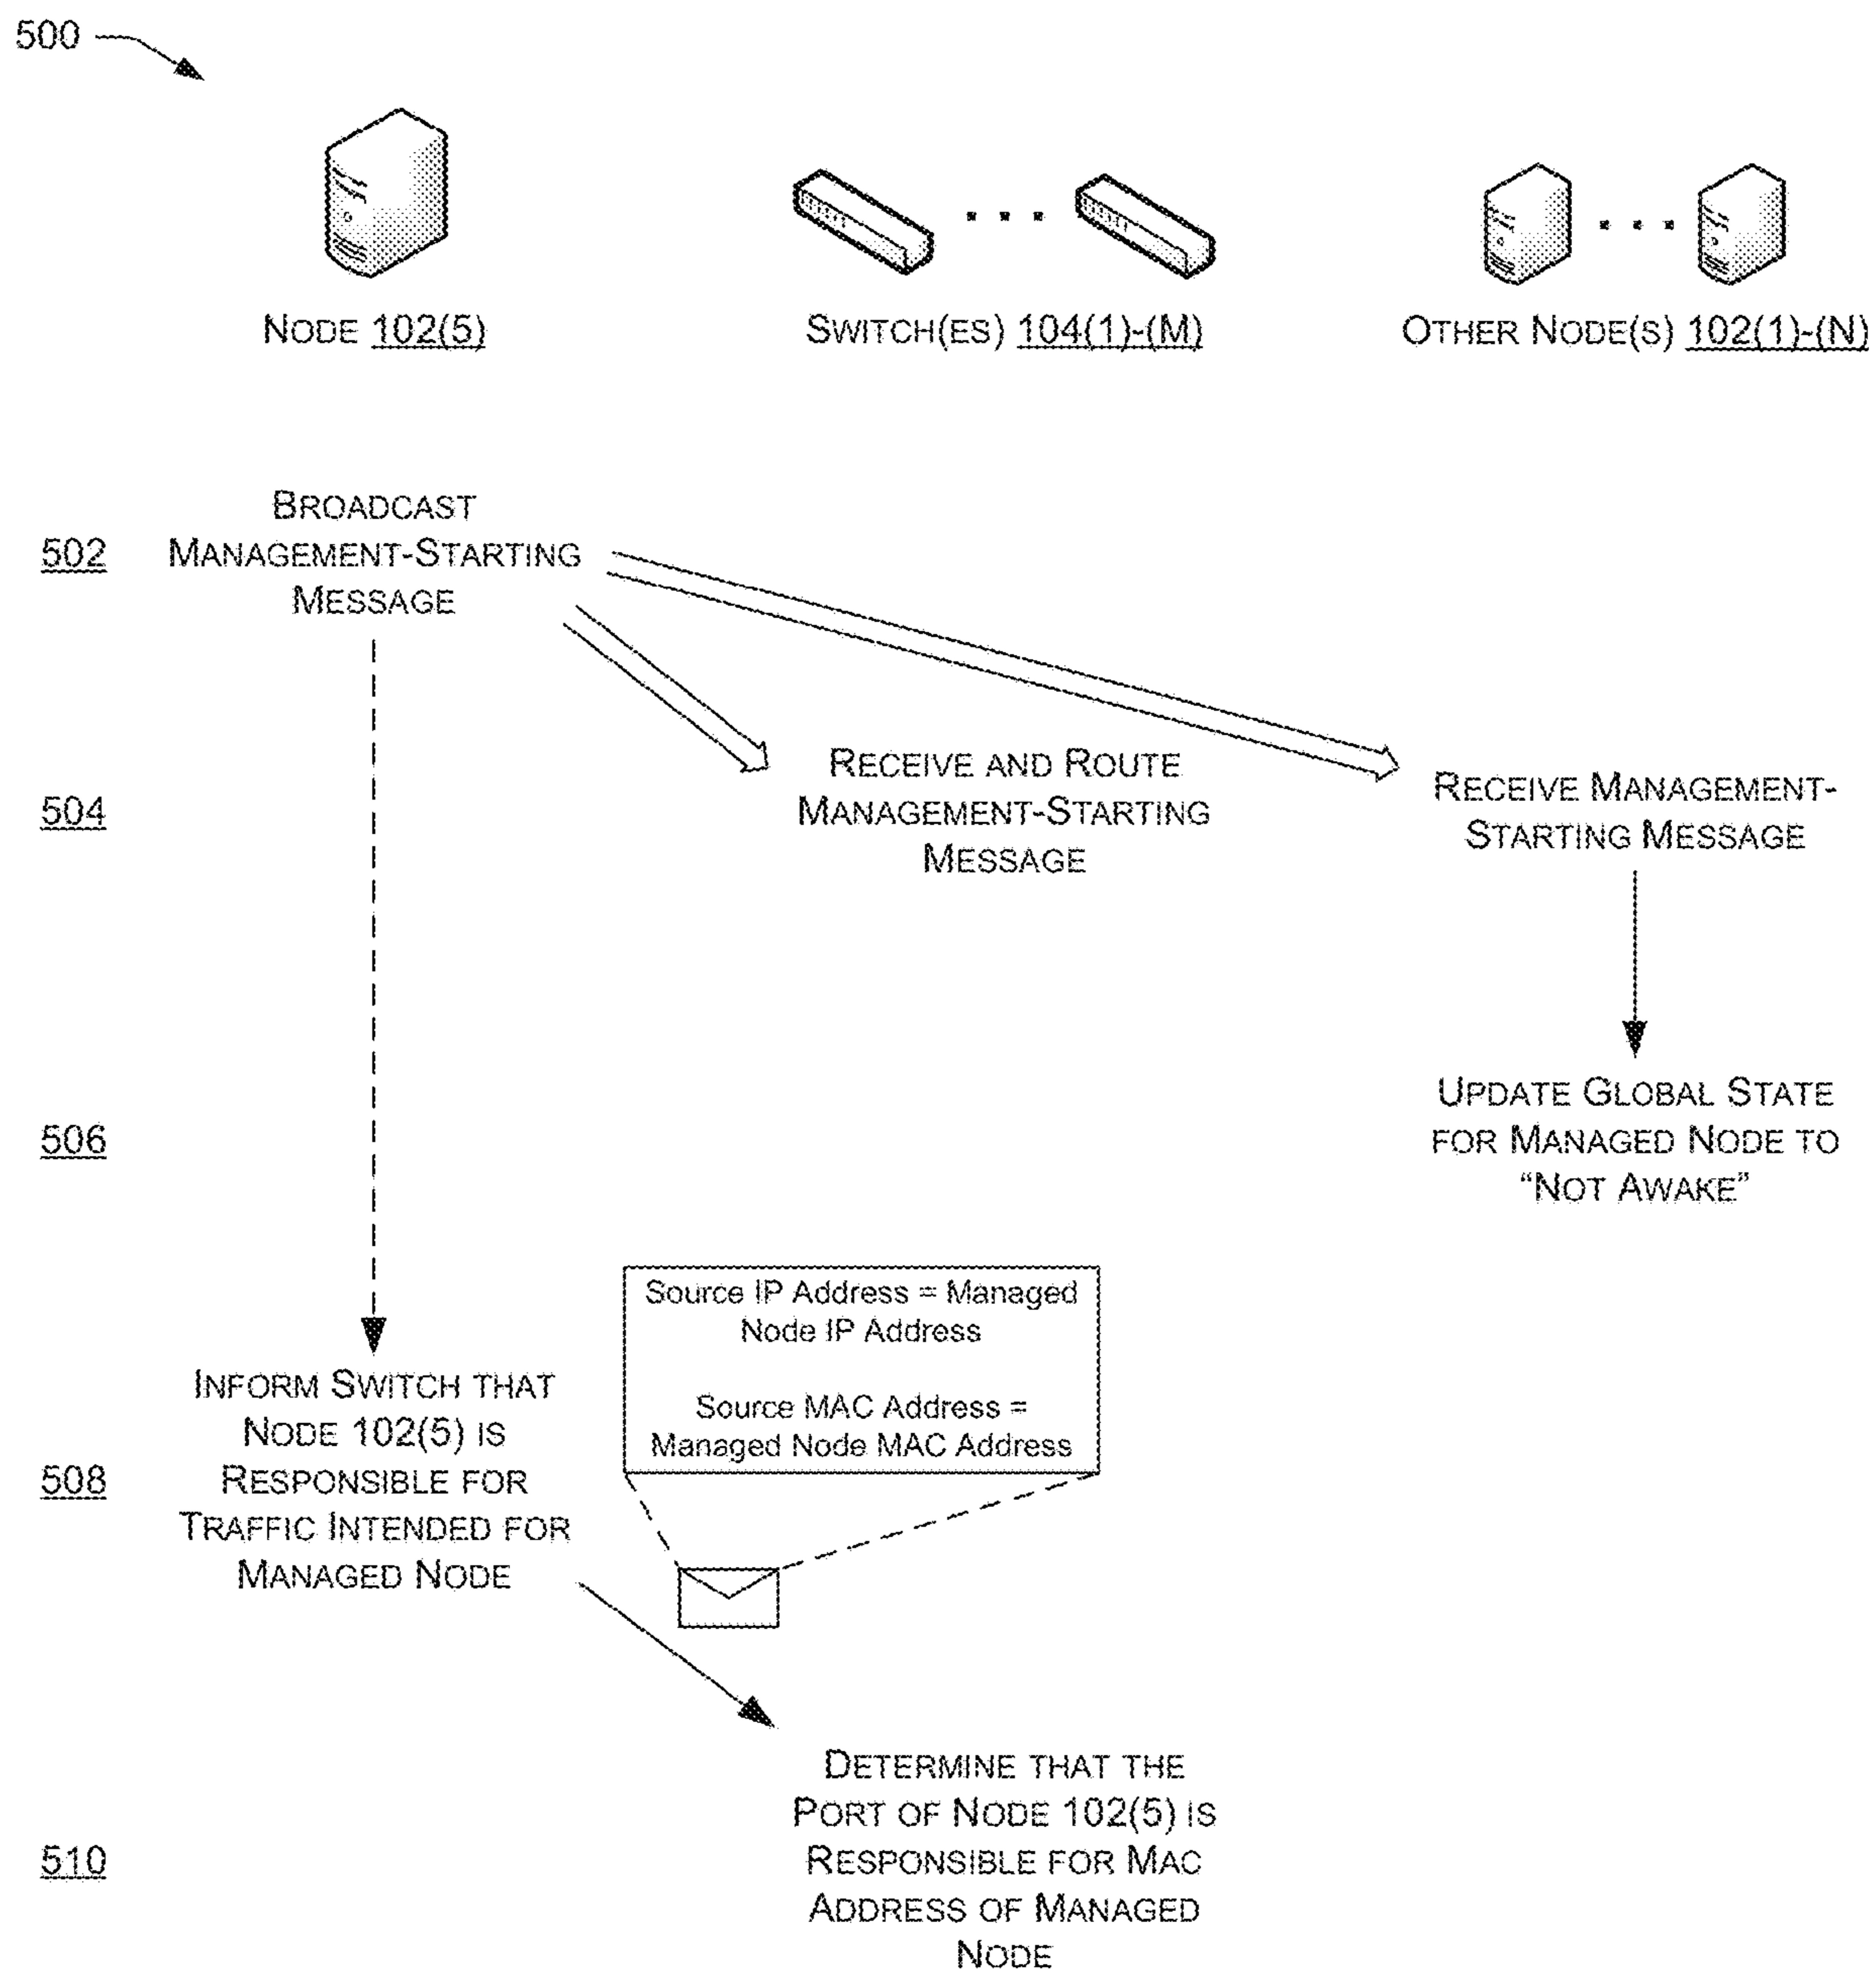 500
NODE 102(5)
SWITCH(ES) 104(1)-(M)
OTHER NODE(S) 102(1)-(N)
502
BROADCAST
MANAGEMENT-STARTING
MESSAGE
504
RECEIVE AND ROUTE
MANAGEMENT-STARTING
MESSAGE
RECEIVE MANAGEMENT-
STARTING MESSAGE
506
UPDATE GLOBAL STATE
FOR MANAGED NODE TO
“NOT AWAKE”
508
INFORM SWITCH THAT
NODE 102(5) IS
RESPONSIBLE FOR
TRAFFIC INTENDED FOR
MANAGED NODE
Source IP Address = Managed
Node IP Address
Source MAC Address =
Managed Node MAC Address
510
DETERMINE THAT THE
PORT OF NODE 102(5) IS
RESPONSIBLE FOR MAC
ADDRESS OF MANAGED
NODE